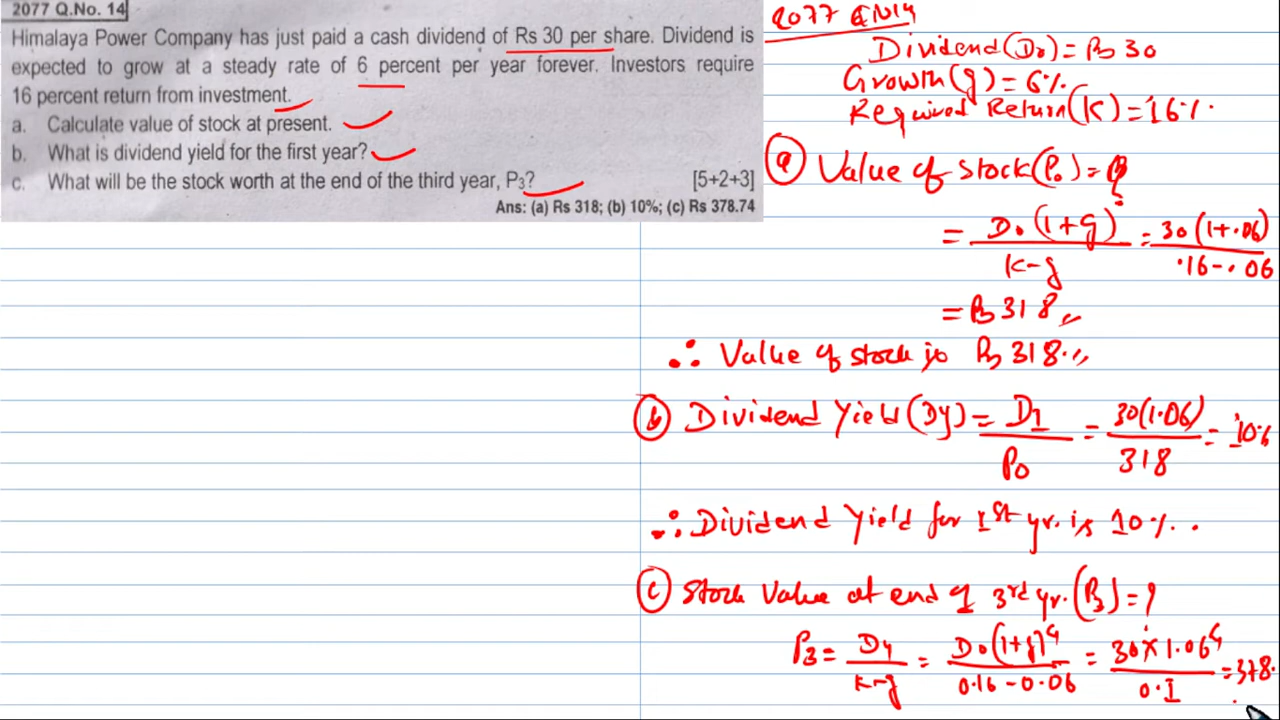 2077 Q.No. 14
Himalaya Power Company has just paid a cash dividend of Rs 30 per share. Dividend is
expected to grow at a steady rate of 6 percent per year forever. Investors require
16 percent return from investment.
a. Calculate value of stock at present.
b. What is dividend yield for the first year?
c. What will be the stock worth at the end of the third year, P₃? [5+2+3]
Ans: (a) Rs 318; (b) 10%; (c) Rs 378.74
2077 Q.N.14
Dividend (D₀) = Rs 30
Growth (g) = 6%.
Required Return (K) = 16%.
(a) Value of stock (P₀) = ?
= D₀(1+g) / K-g = 30(1+.06) / .16-.06
= Rs 318,,
∴ Value of stock is Rs 318.,,
(b) Dividend Yield (Dy) = D1 / P0 = 30(1.06) / 318 = 10%
∴ Dividend Yield for 1st yr. is 10%.
(c) Stock Value at end of 3rd yr. (P3) = ?
P3 = D4 / K-g = D0(1+g)⁴ / 0.16-0.06 = 30×1.06⁴ / 0.1 = 378.